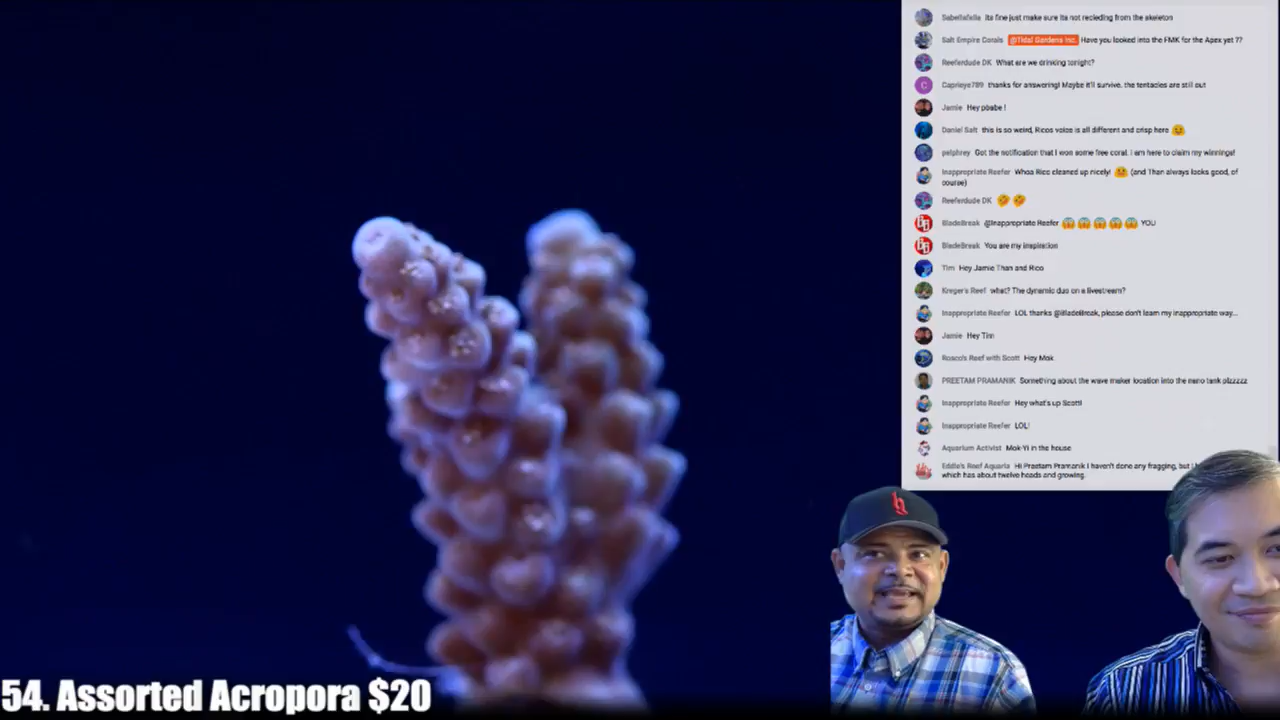 Sabellafella Its fine just make sure its not recieding from the skeleton
Salt Empire Corals @Tidal Gardens Inc. Have you looked into the FMK for the Apex yet ??
Reeferdude DK What are we drinking tonight?
C Caprieye789 thanks for answering! Maybe it'll survive, the tentacles are still out
Jamie Hey pbabe !
Daniel Salt this is so weird, Ricos voice is all different and crisp here
pelphrey Got the notification that I won some free coral. I am here to claim my winnings!
Inappropriate Reefer Whoa Rico cleaned up nicely! (and Than always looks good, of
course)
Reeferdude DK
BladeBreak @Inappropriate Reefer YOU
BladeBreak You are my inspiration
Tim Hey Jamie Than and Rico
Kreger's Reef what? The dynamic duo on a livestream?
Inappropriate Reefer LOL thanks @BladeBreak, please don't learn my inappropriate way...
Jamie Hey Tim
Rosco's Reef with Scott Hey Mok
PREETAM PRAMANIK Something about the wave maker location into the nano tank plzzzzz
Inappropriate Reefer Hey what's up Scott!
Inappropriate Reefer LOL!
Aquarium Activist Mok-Yi in the house
Eddie's Reef Aquaria Hi Preetam Pramanik I haven't done any fragging, but I
which has about twelve heads and growing.
54. Assorted Acropora $20